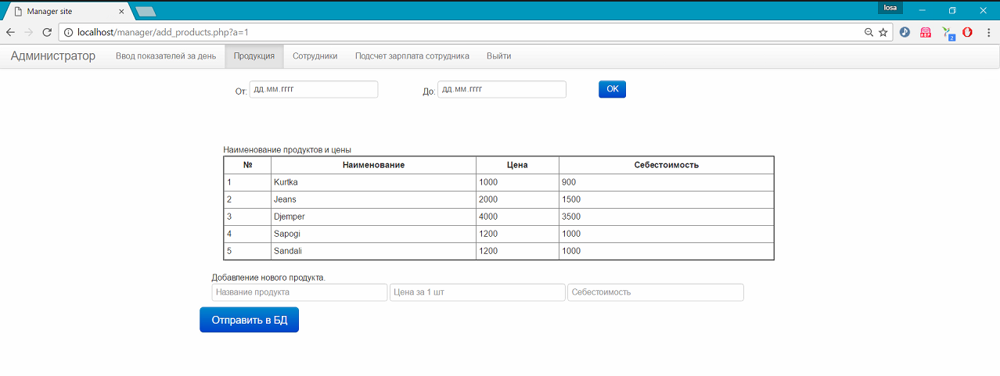 losa
Manager site
localhost/manager/add_products.php?a=1
ABP
2
Администратор Ввод показателей за день Продукция Сотрудники Подсчет зарплата сотрудника Выйти
От: дд.мм.гггг До: дд.мм.гггг OK
Наименование продуктов и цены
№ Наименование Цена Себестоимость
1 Kurtka 1000 900
2 Jeans 2000 1500
3 Djemper 4000 3500
4 Sapogi 1200 1000
5 Sandali 1200 1000
Добавление нового продукта.
Название продукта Цена за 1 шт Себестоимость
Отправить в БД